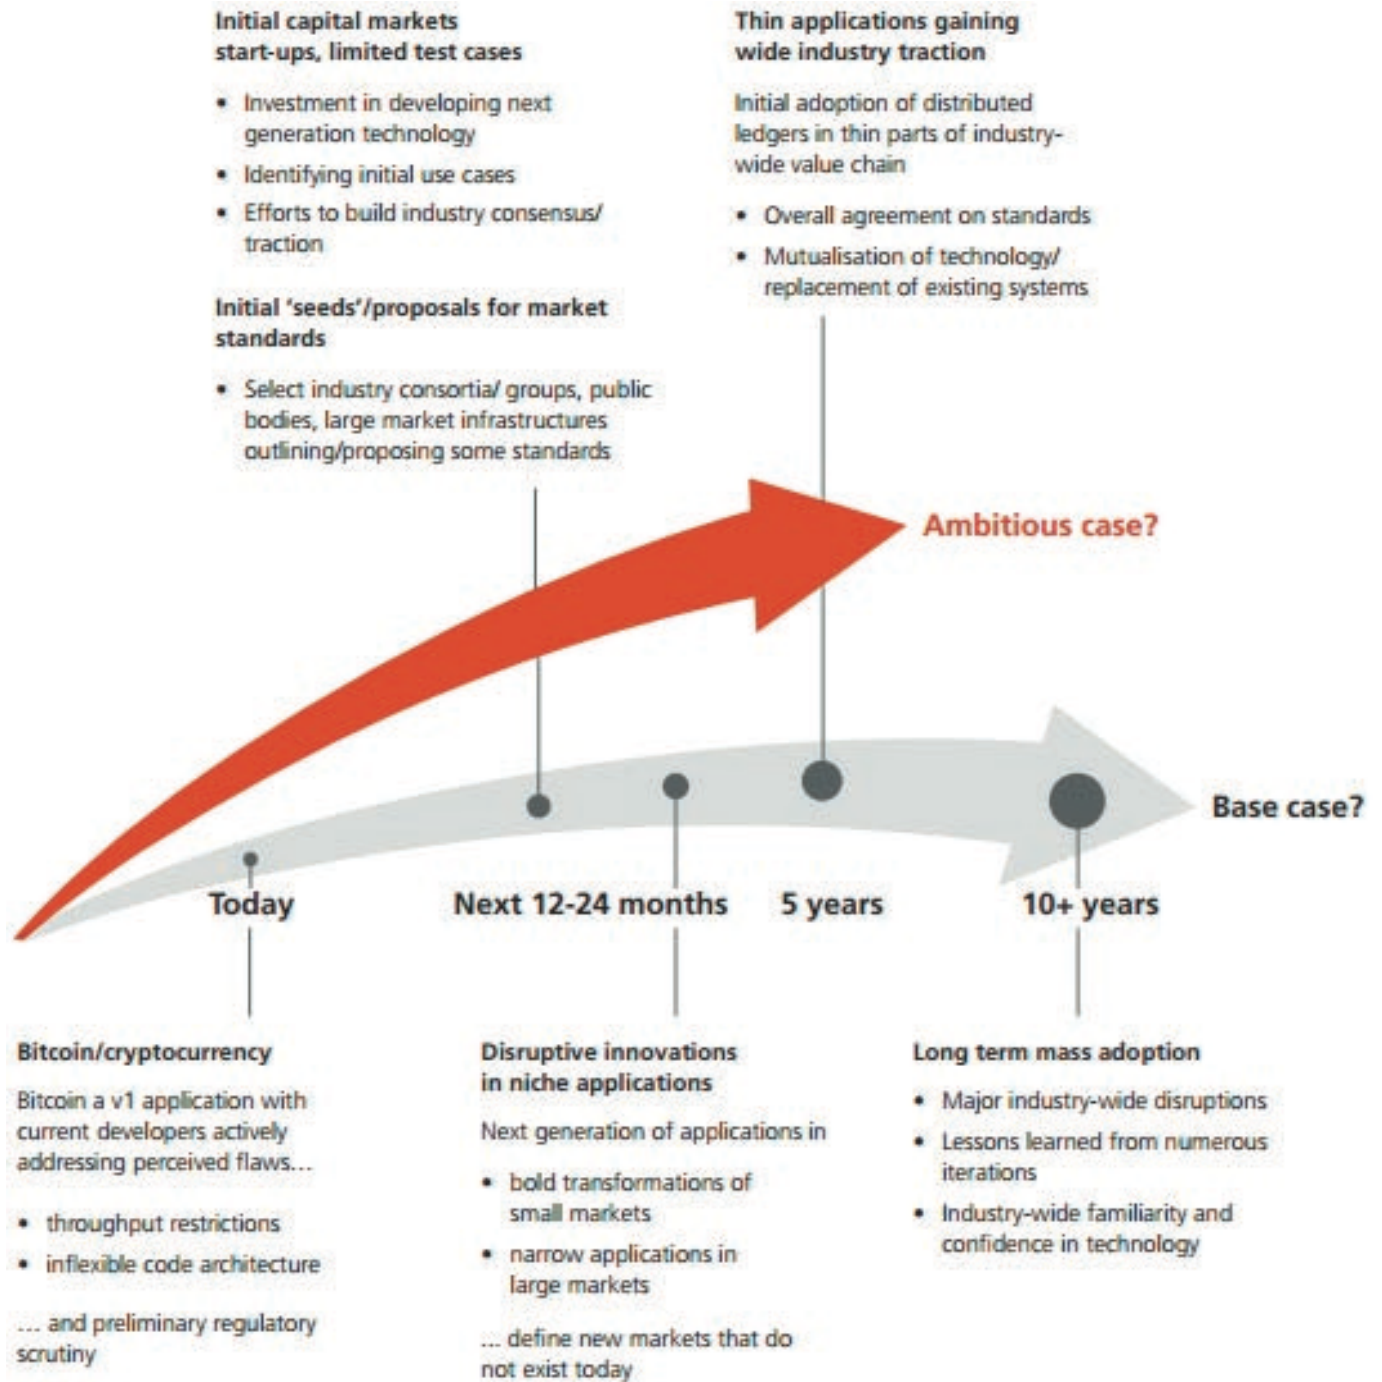 Initial capital markets
start-ups, limited test cases
• Investment in developing next
generation technology
• Identifying initial use cases
• Efforts to build industry consensus/
traction
Initial ‘seeds’/proposals for market
standards
• Select industry consortia/ groups, public
bodies, large market infrastructures
outlining/proposing some standards
Thin applications gaining
wide industry traction
Initial adoption of distributed
ledgers in thin parts of industry-
wide value chain
• Overall agreement on standards
• Mutualisation of technology/
replacement of existing systems
Ambitious case?
Base case?
Today
Next 12-24 months
5 years
10+ years
Bitcoin/cryptocurrency
Bitcoin a v1 application with
current developers actively
addressing perceived flaws...
• throughput restrictions
• inflexible code architecture
... and preliminary regulatory
scrutiny
Disruptive innovations
in niche applications
Next generation of applications in
• bold transformations of
small markets
• narrow applications in
large markets
... define new markets that do
not exist today
Long term mass adoption
• Major industry-wide disruptions
• Lessons learned from numerous
iterations
• Industry-wide familiarity and
confidence in technology